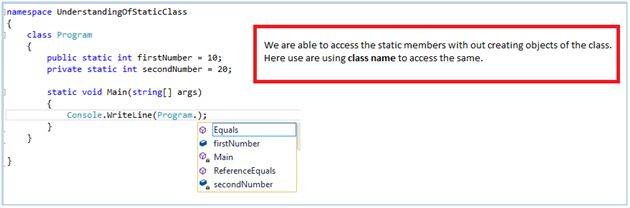 namespace UnderstandingOfStaticClass
{
class Program
{
public static int firstNumber = 10;
private static int secondNumber = 20;
static void Main(string[] args)
{
Console.WriteLine(Program.);
}
}
}
Equals
firstNumber
Main
ReferenceEquals
secondNumber
We are able to access the static members with out creating objects of the class.
Here use are using class name to access the same.